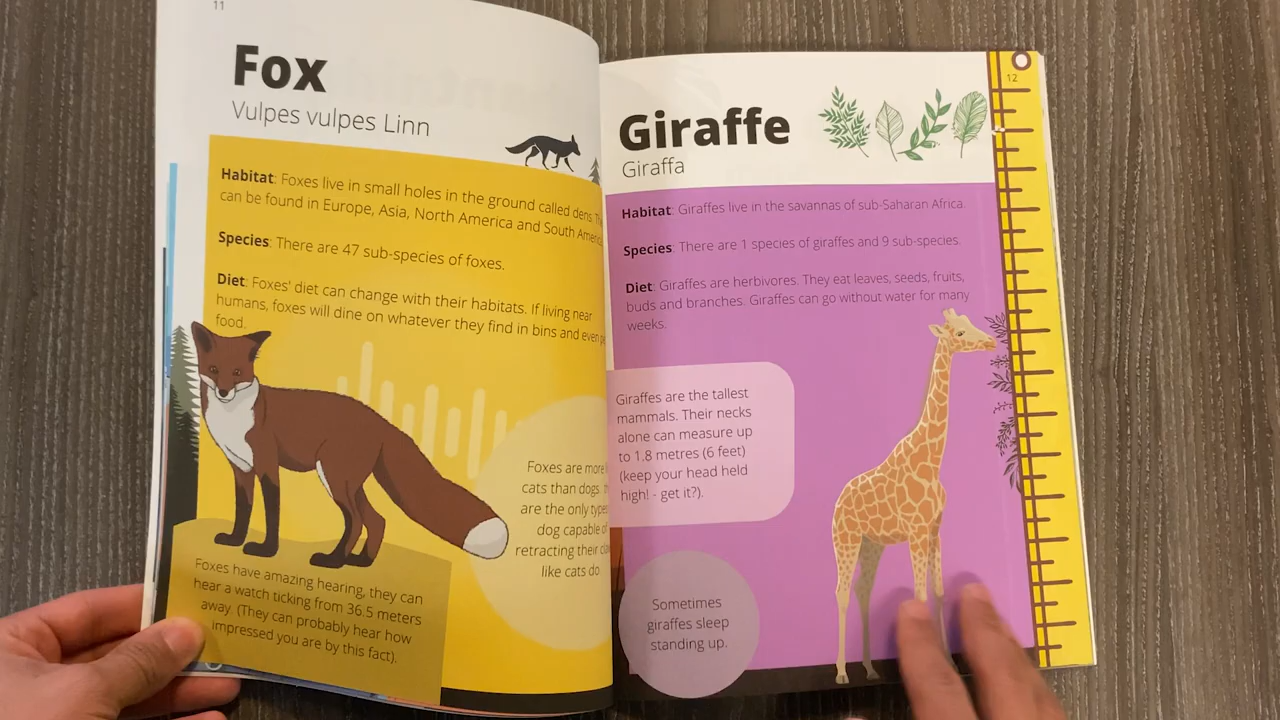 11
Fox
Vulpes vulpes Linn
Habitat: Foxes live in small holes in the ground called dens.
can be found in Europe, Asia, North America and South
Species: There are 47 sub-species of foxes.
Diet: Foxes' diet can change with their habitats. If living near
humans, foxes will dine on whatever they find in bins and even
food.
Foxes are more
cats than dogs.
are the only
dog capable
retracting their
like cats do.
Foxes have amazing hearing, they can
hear a watch ticking from 36.5 meters
away. (They can probably hear how
impressed you are by this fact).
12
Giraffe
Giraffa
Habitat: Giraffes live in the savannas of sub-Saharan Africa.
Species: There are 1 species of giraffes and 9 sub-species.
Diet: Giraffes are herbivores. They eat leaves, seeds, fruits,
buds and branches. Giraffes can go without water for many
weeks.
Giraffes are the tallest
mammals. Their necks
alone can measure up
to 1.8 metres (6 feet)
(keep your head held
high! - get it?).
Sometimes
giraffes sleep
standing up.